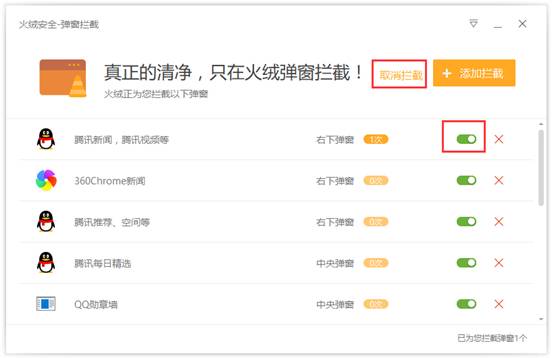 火绒安全-弹窗拦截
真正的清净，只在火绒弹窗拦截！ 取消拦截 + 添加拦截
火绒正为您拦截以下弹窗
腾讯新闻，腾讯视频等 右下弹窗 1次
360Chrome新闻 右下弹窗 0次
腾讯推荐、空间等 右下弹窗 0次
腾讯每日精选 中央弹窗 0次
QQ勋章墙 中央弹窗 0次
已为您拦截弹窗1个